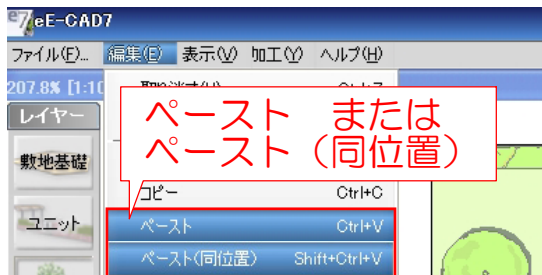 eE-CAD7
ファイル(F)... 編集(E) 表示(V) 加工(Y) ヘルプ(H)
207.8% [1:10
レイヤー
ペースト または
ペースト（同位置）
敷地基礎
コピー Ctrl+C
ユニット
ペースト Ctrl+V
ペースト(同位置) Shift+Ctrl+V